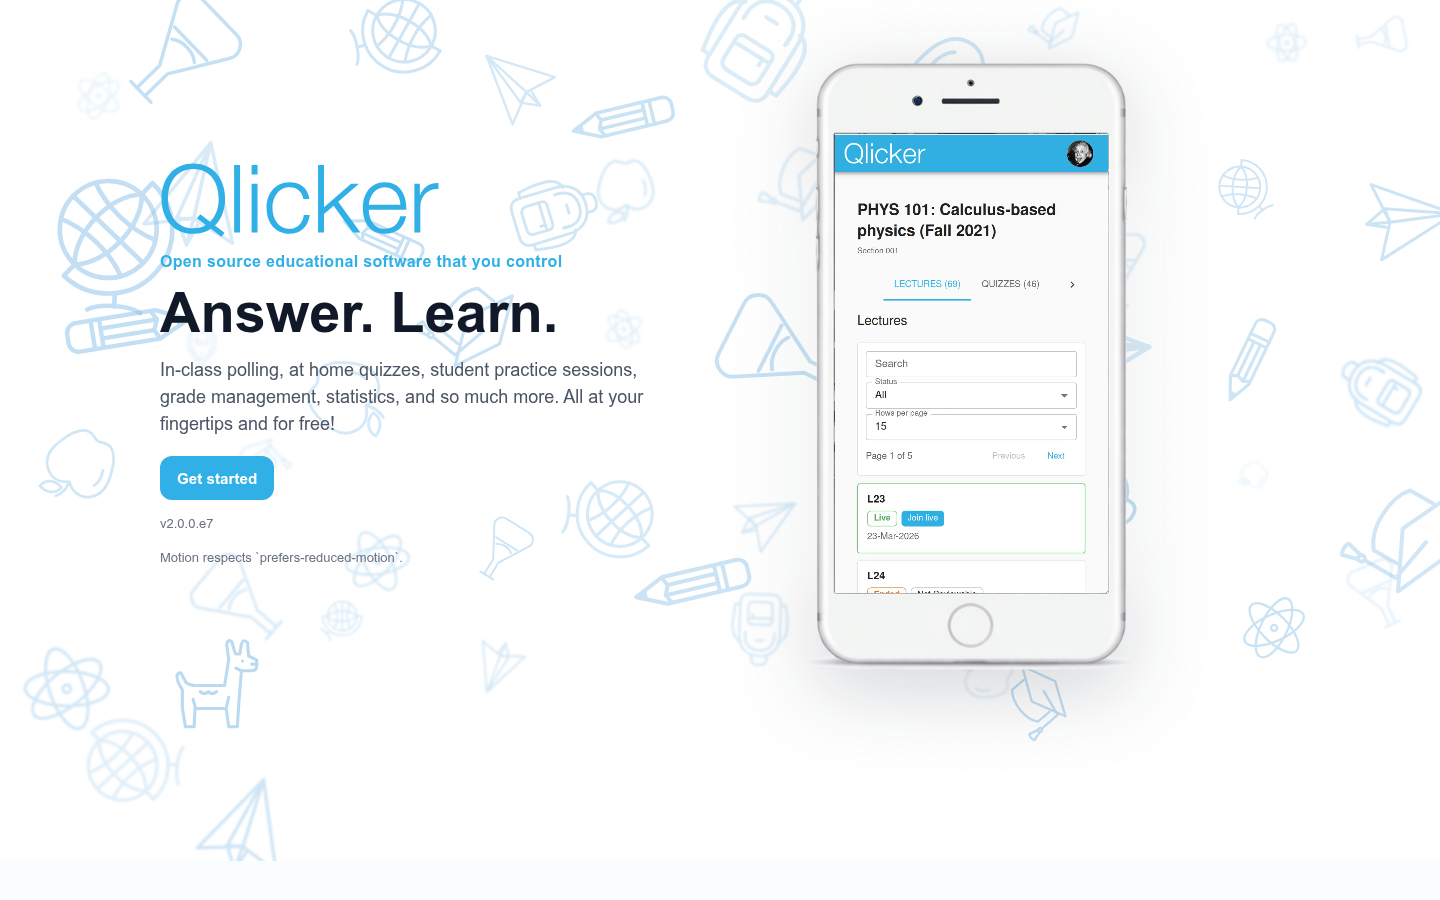 Qlicker
Open source educational software that you control
Answer. Learn.
In-class polling, at home quizzes, student practice sessions,
grade management, statistics, and so much more. All at your
fingertips and for free!
Get started
v2.0.0.e7
Motion respects `prefers-reduced-motion`.
Qlicker
PHYS 101: Calculus-based
physics (Fall 2021)
Section 001
LECTURES (69) QUIZZES (46)
Lectures
Search
Status
All
Rows per page
15
Page 1 of 5 Previous Next
L23
Live Join live
23-Mar-2026
L24
Ended Not Reviewable